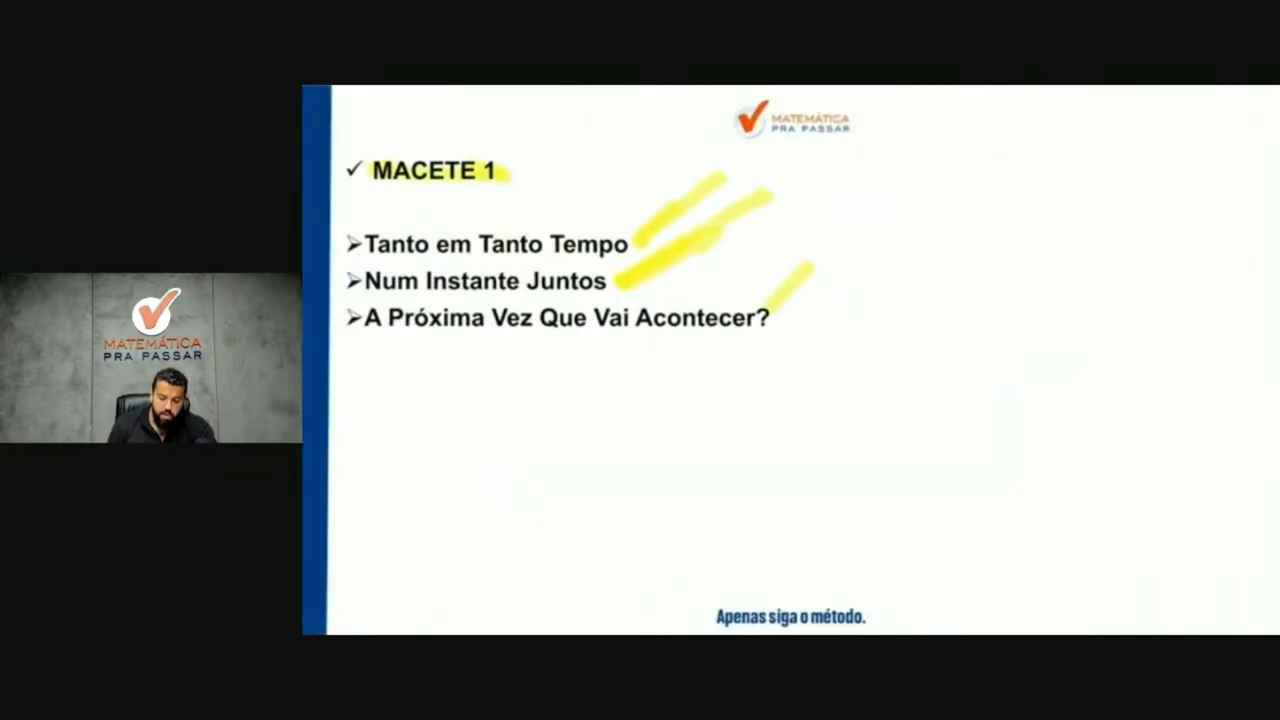 MATEMÁTICA
PRA PASSAR
MACETE 1
Tanto em Tanto Tempo
Num Instante Juntos
A Próxima Vez Que Vai Acontecer?
MATEMÁTICA
PRA PASSAR
Apenas siga o método.